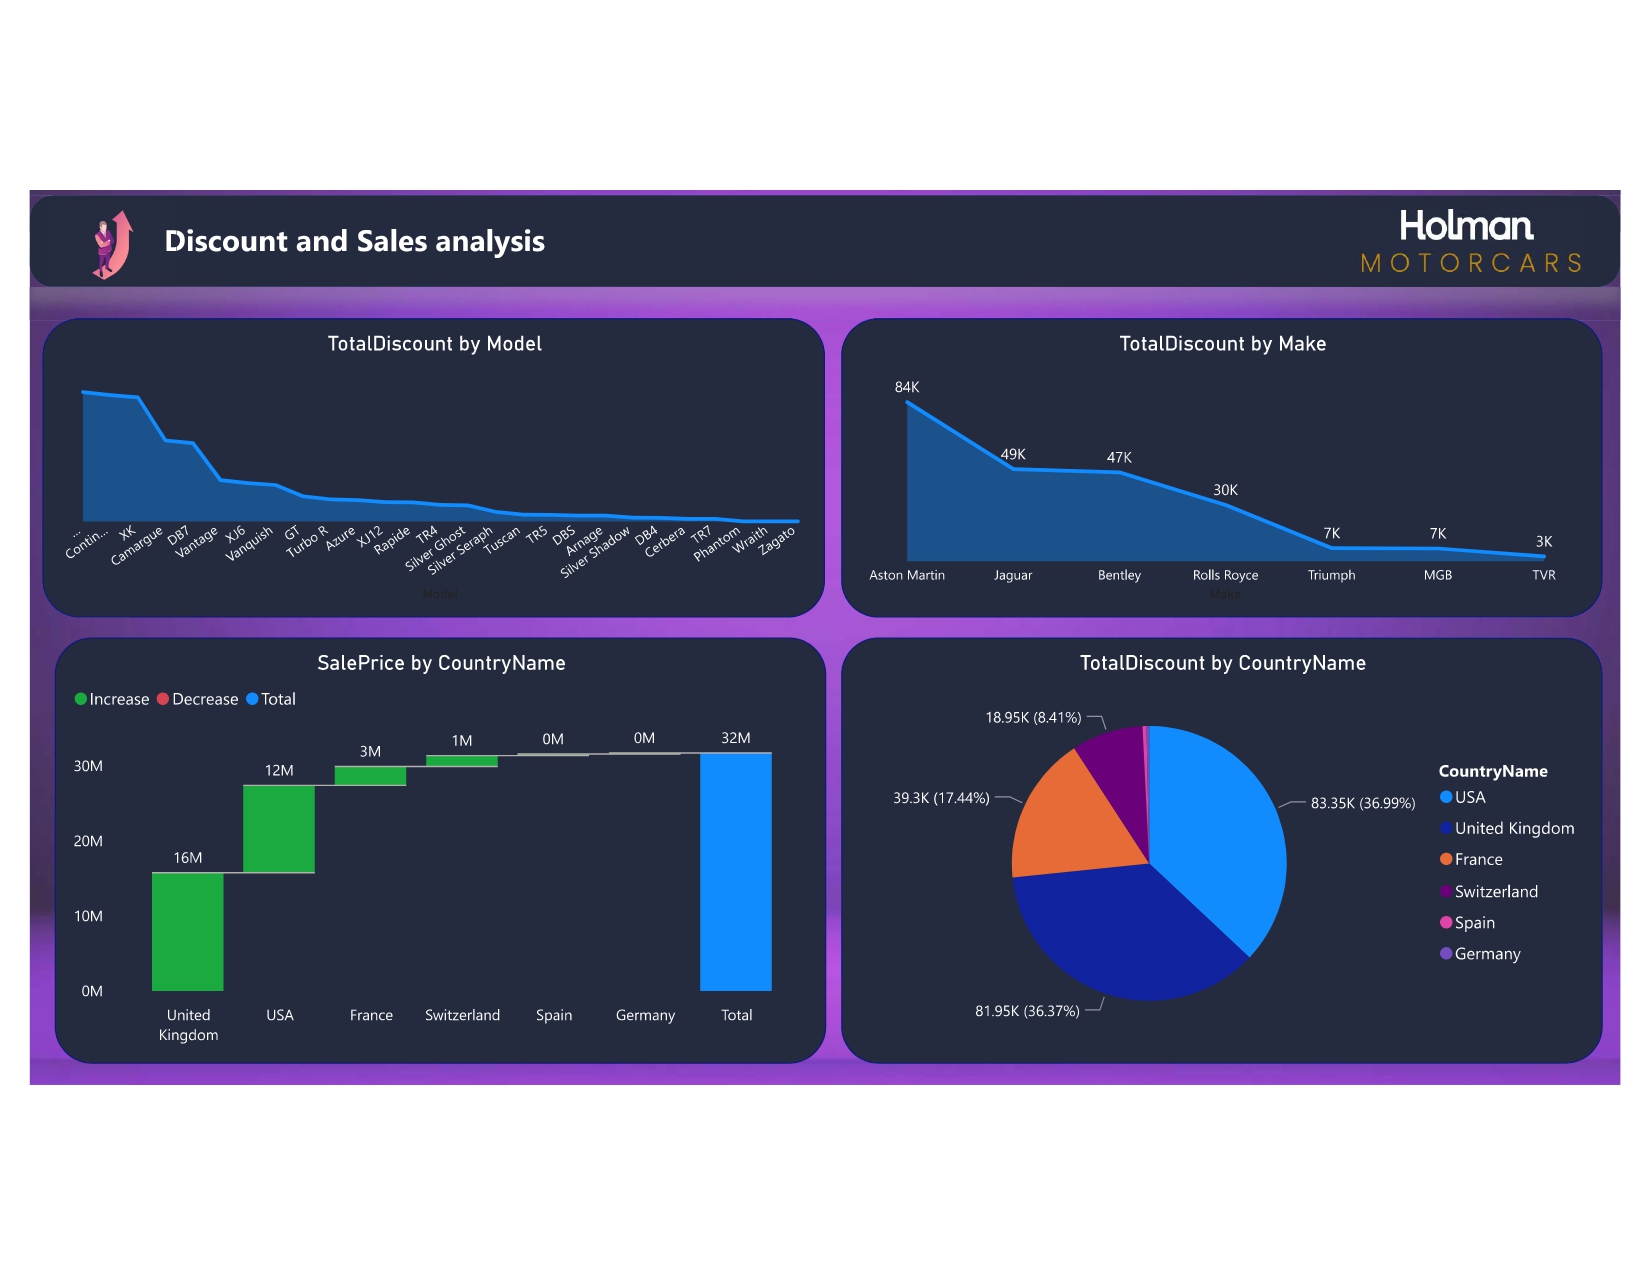 Discount and Sales analysis
Holman
MOTORCARS
TotalDiscount by Model
...
Contin...
XK
Camargue
DB7
Vantage
XJ6
Vanquish
GT
Turbo R
Azure
XJ12
Rapide
TR4
Silver Ghost
Silver Seraph
Tuscan
TR5
DBS
Arnage
Silver Shadow
DB4
Cerbera
TR7
Phantom
Wraith
Zagato
Model
TotalDiscount by Make
84K
49K
47K
30K
7K
7K
3K
Aston Martin
Jaguar
Bentley
Rolls Royce
Triumph
MGB
TVR
Make
SalePrice by CountryName
Increase Decrease Total
30M
20M
10M
0M
16M
12M
3M
1M
0M
0M
32M
United
Kingdom
USA
France
Switzerland
Spain
Germany
Total
TotalDiscount by CountryName
18.95K (8.41%)
39.3K (17.44%)
83.35K (36.99%)
81.95K (36.37%)
CountryName
USA
United Kingdom
France
Switzerland
Spain
Germany